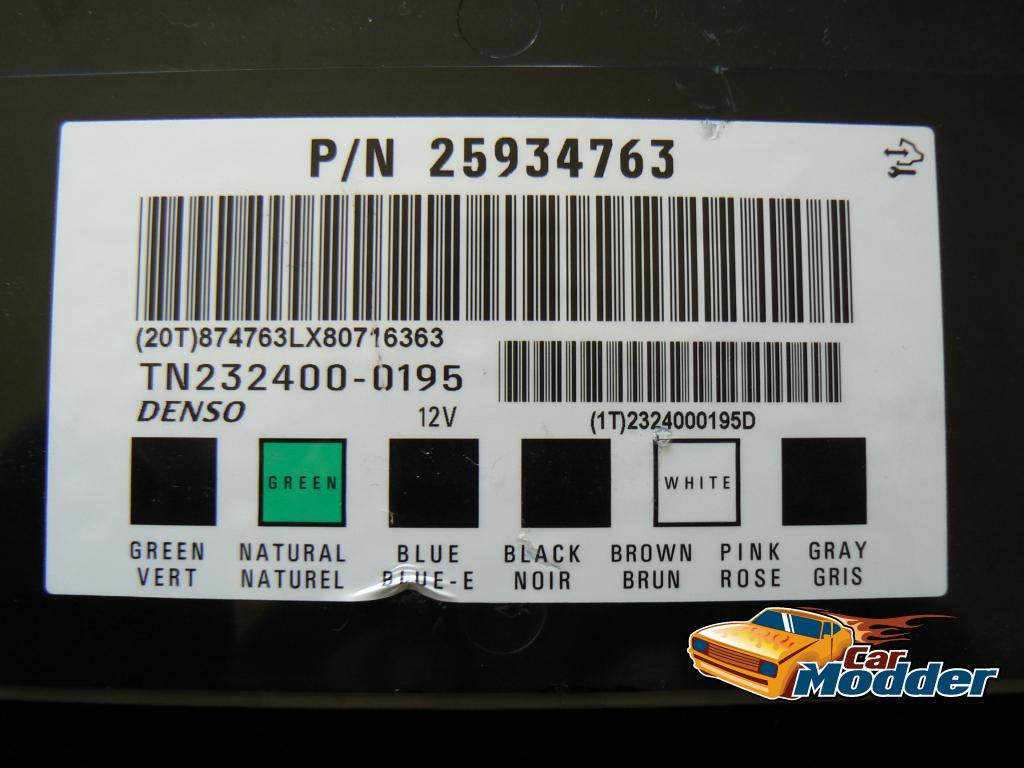 P/N 25934763
(20T)874763LX80716363
TN232400-0195
DENSO
12V
(1T)2324000195D
GREEN
WHITE
GREEN NATURAL BLUE BLACK BROWN PINK GRAY
VERT NATUREL BLUE-E NOIR BRUN ROSE GRIS
Car
Modder